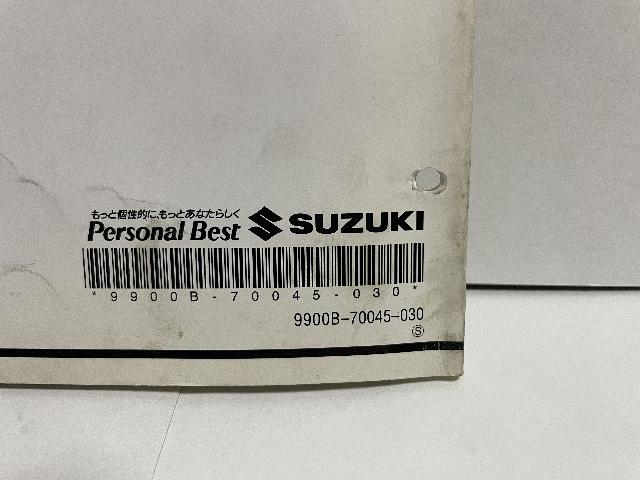 もっと個性的に、もっとあなたらしく
Personal Best SUZUKI
*9900B-70045-030*
9900B-70045-030
Ⓢ